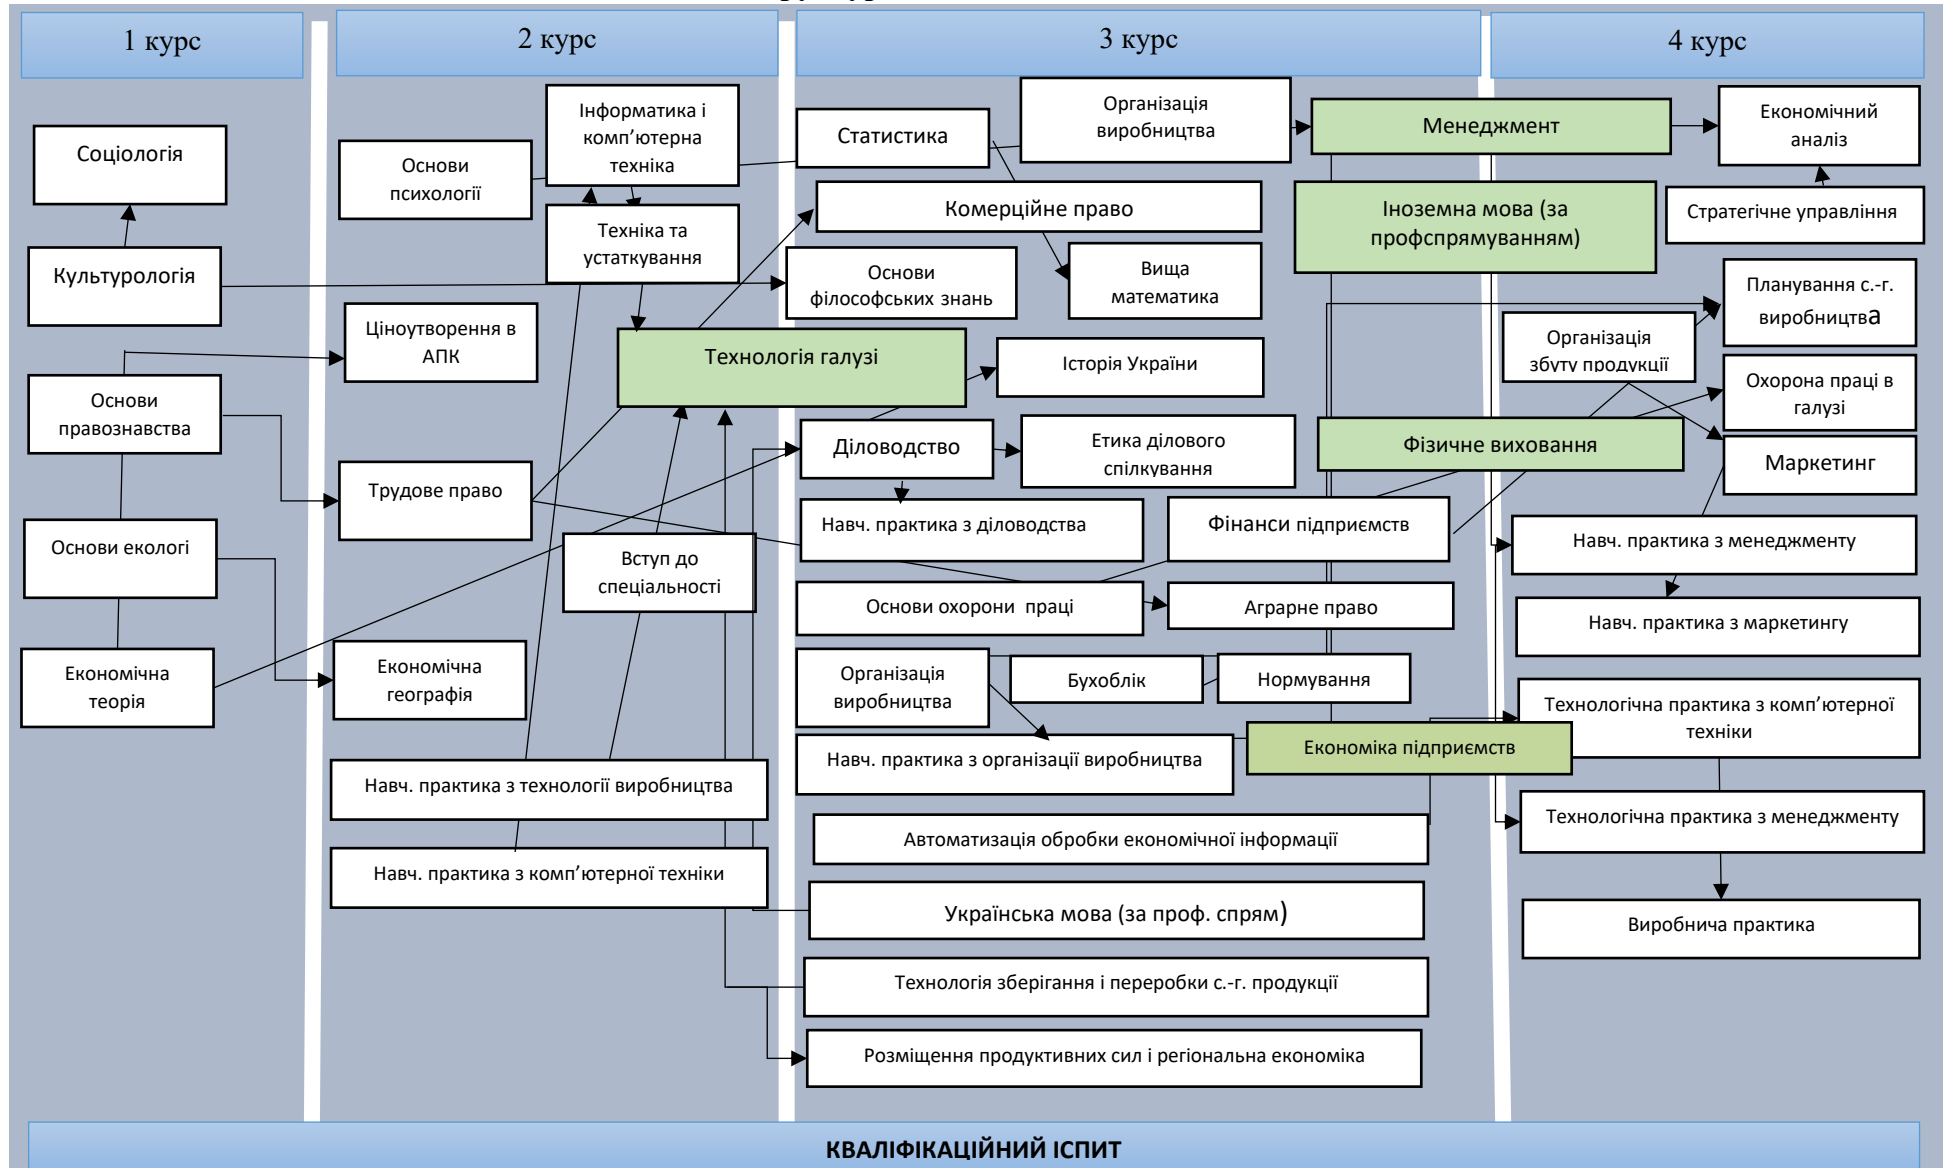 1 курс
2 курс
3 курс
4 курс
Соціологія
Культурологія
Основи
правознавства
Основи екологі
Економічна
теорія
Основи
психології
Інформатика і
комп’ютерна
техніка
Техніка та
устаткування
Ціноутворення в
АПК
Технологія галузі
Трудове право
Вступ до
спеціальності
Економічна
географія
Навч. практика з технології виробництва
Навч. практика з комп’ютерної техніки
Статистика
Організація
виробництва
Комерційне право
Основи
філософських знань
Вища
математика
Історія України
Діловодство
Етика ділового
спілкування
Навч. практика з діловодства
Фінанси підприємств
Основи охорони праці
Аграрне право
Організація
виробництва
Бухоблік
Нормування
Навч. практика з організації виробництва
Економіка підприємств
Автоматизація обробки економічної інформації
Українська мова (за проф. спрям)
Технологія зберігання і переробки с.-г. продукції
Розміщення продуктивних сил і регіональна економіка
Менеджмент
Іноземна мова (за
профспрямуванням)
Фізичне виховання
Економічний
аналіз
Стратегічне управління
Планування с.-г.
виробництва
Організація
збуту продукції
Охорона праці в
галузі
Маркетинг
Навч. практика з менеджменту
Навч. практика з маркетингу
Технологічна практика з комп’ютерної
техніки
Технологічна практика з менеджменту
Виробнича практика
КВАЛІФІКАЦІЙНИЙ ІСПИТ